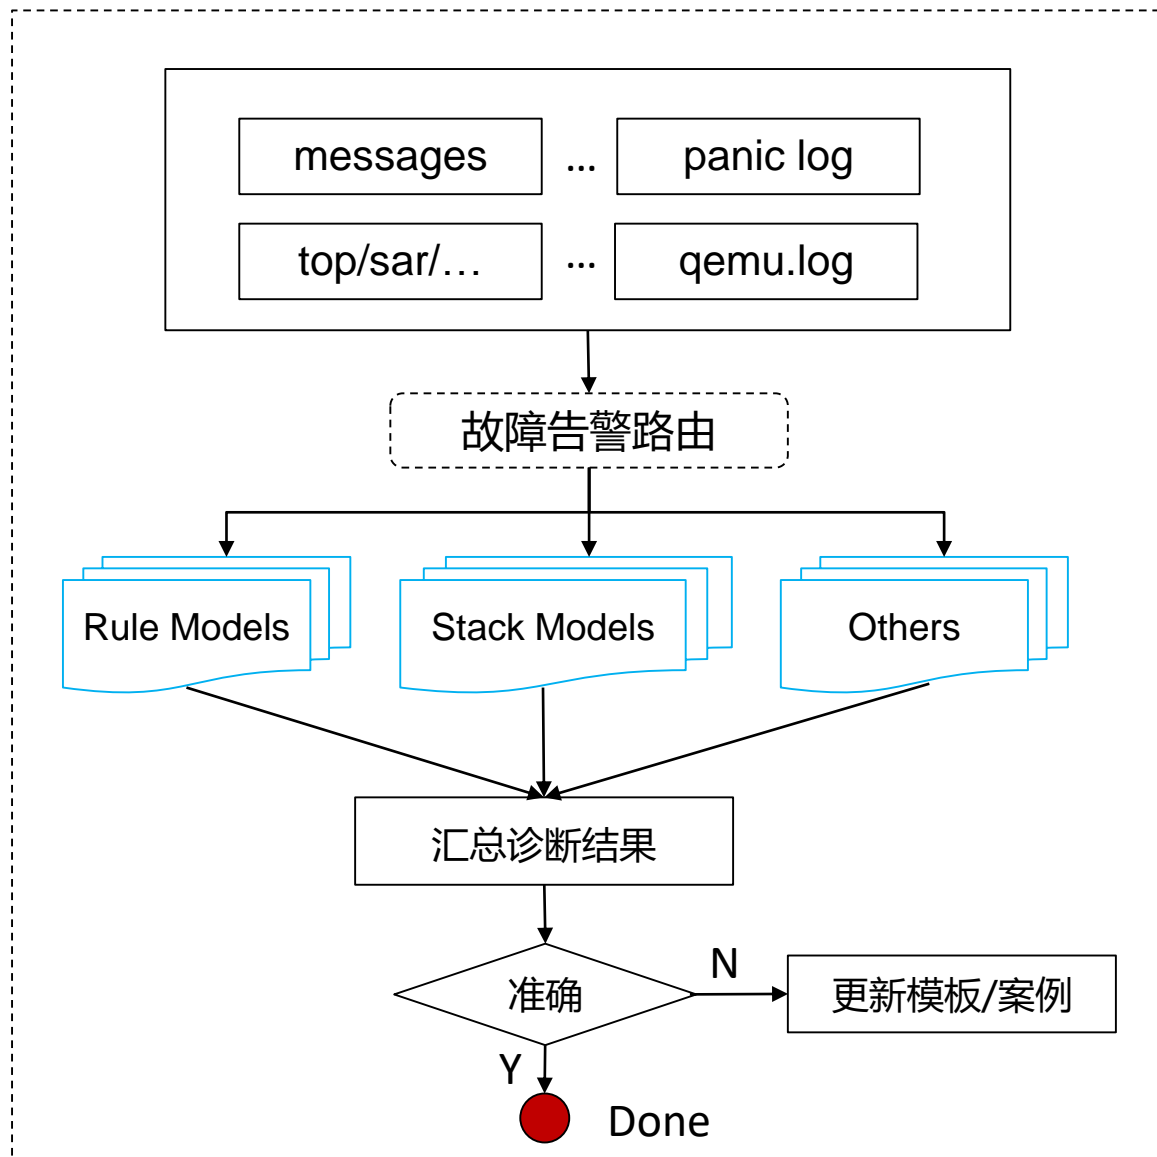 messages ... panic log
top/sar/... ... qemu.log
故障告警路由
Rule Models Stack Models Others
汇总诊断结果
准确 N 更新模板/案例
Y
Done